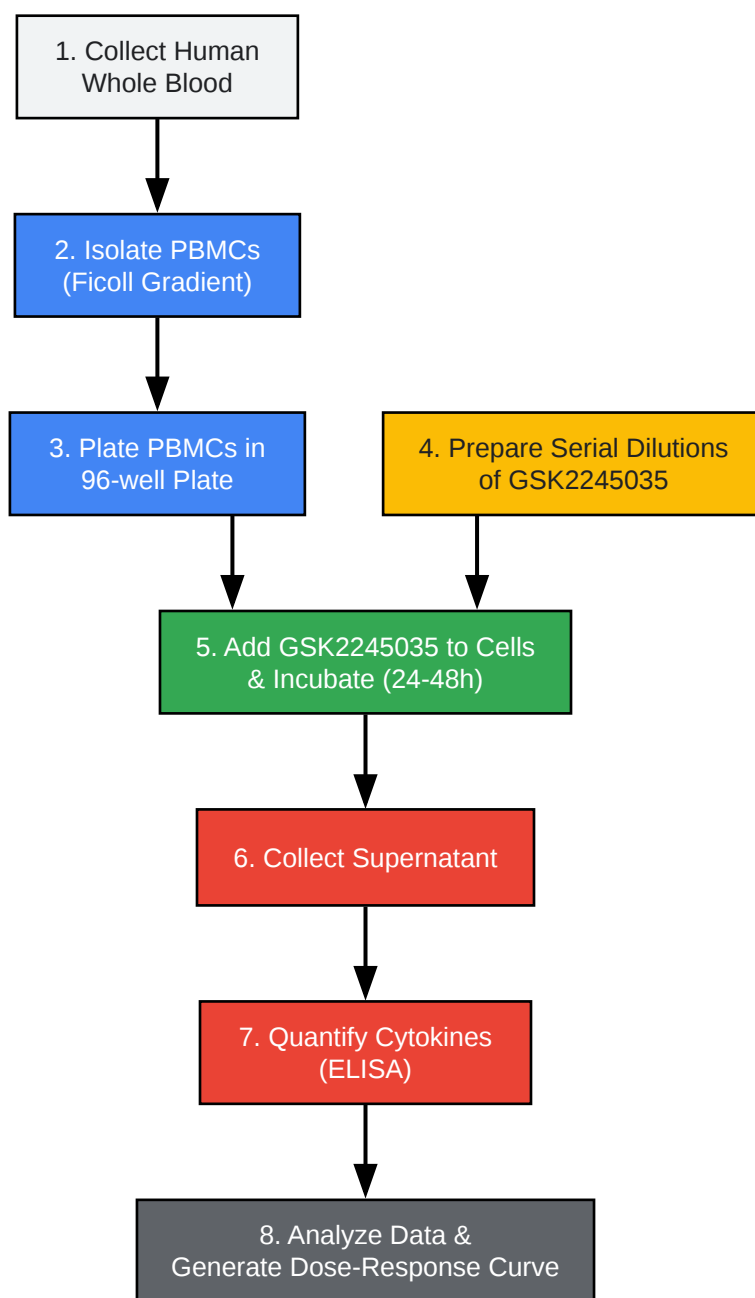 1. Collect Human
Whole Blood
2. Isolate PBMCs
(Ficoll Gradient)
3. Plate PBMCs in
96-well Plate
4. Prepare Serial Dilutions
of GSK2245035
5. Add GSK2245035 to Cells
& Incubate (24-48h)
6. Collect Supernatant
7. Quantify Cytokines
(ELISA)
8. Analyze Data &
Generate Dose-Response Curve